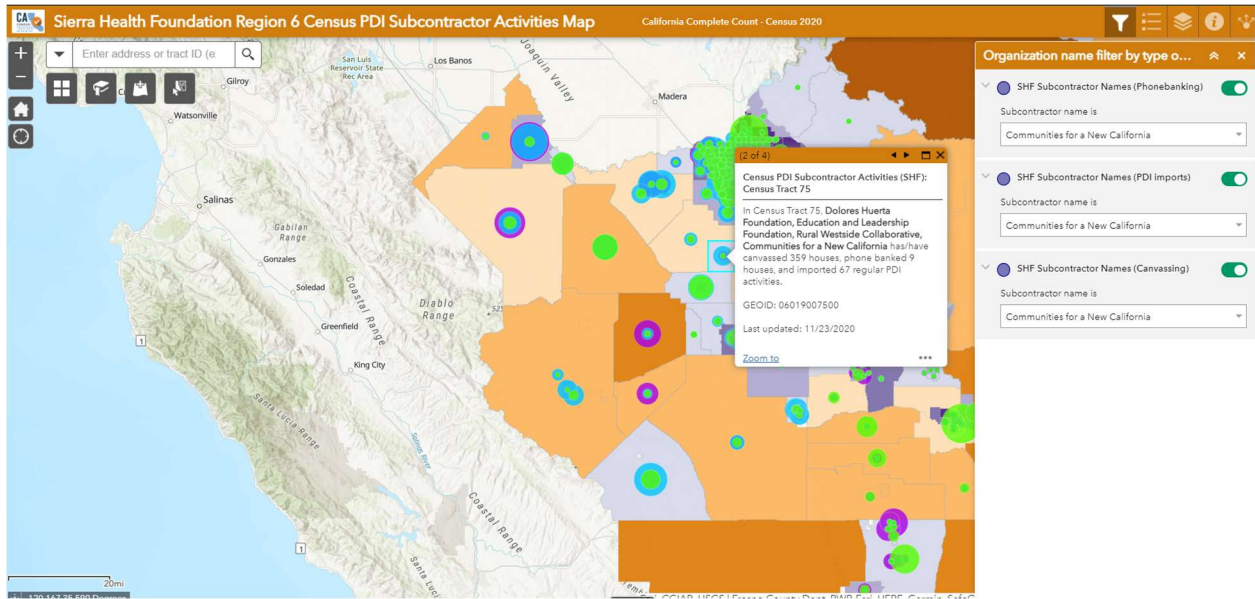 CA
2020
Sierra Health Foundation Region 6 Census PDI Subcontractor Activities Map
California Complete Count - Census 2020
Enter address or tract ID (e
San Luis
Reservoir State
Rec Area
Los Banos
Joaquin Valley
Gilroy
Madera
Watsonville
Salinas
Gabilan
Range
Gonzales
Soledad
Diablo
Range
Coastal Range
Greenfield
1
King City
Santa Lucia Range
Salinas River
Coastal Range
1
20mi
(2 of 4)
Census PDI Subcontractor Activities (SHF):
Census Tract 75
In Census Tract 75, Dolores Huerta
Foundation, Education and Leadership
Foundation, Rural Westside Collaborative,
Communities for a New California has/have
canvassed 359 houses, phone banked 9
houses, and imported 67 regular PDI
activities.
GEOID: 06019007500
Last updated: 11/23/2020
Zoom to
Organization name filter by type o...
SHF Subcontractor Names (Phonebanking)
Subcontractor name is
Communities for a New California
SHF Subcontractor Names (PDI imports)
Subcontractor name is
Communities for a New California
SHF Subcontractor Names (Canvassing)
Subcontractor name is
Communities for a New California